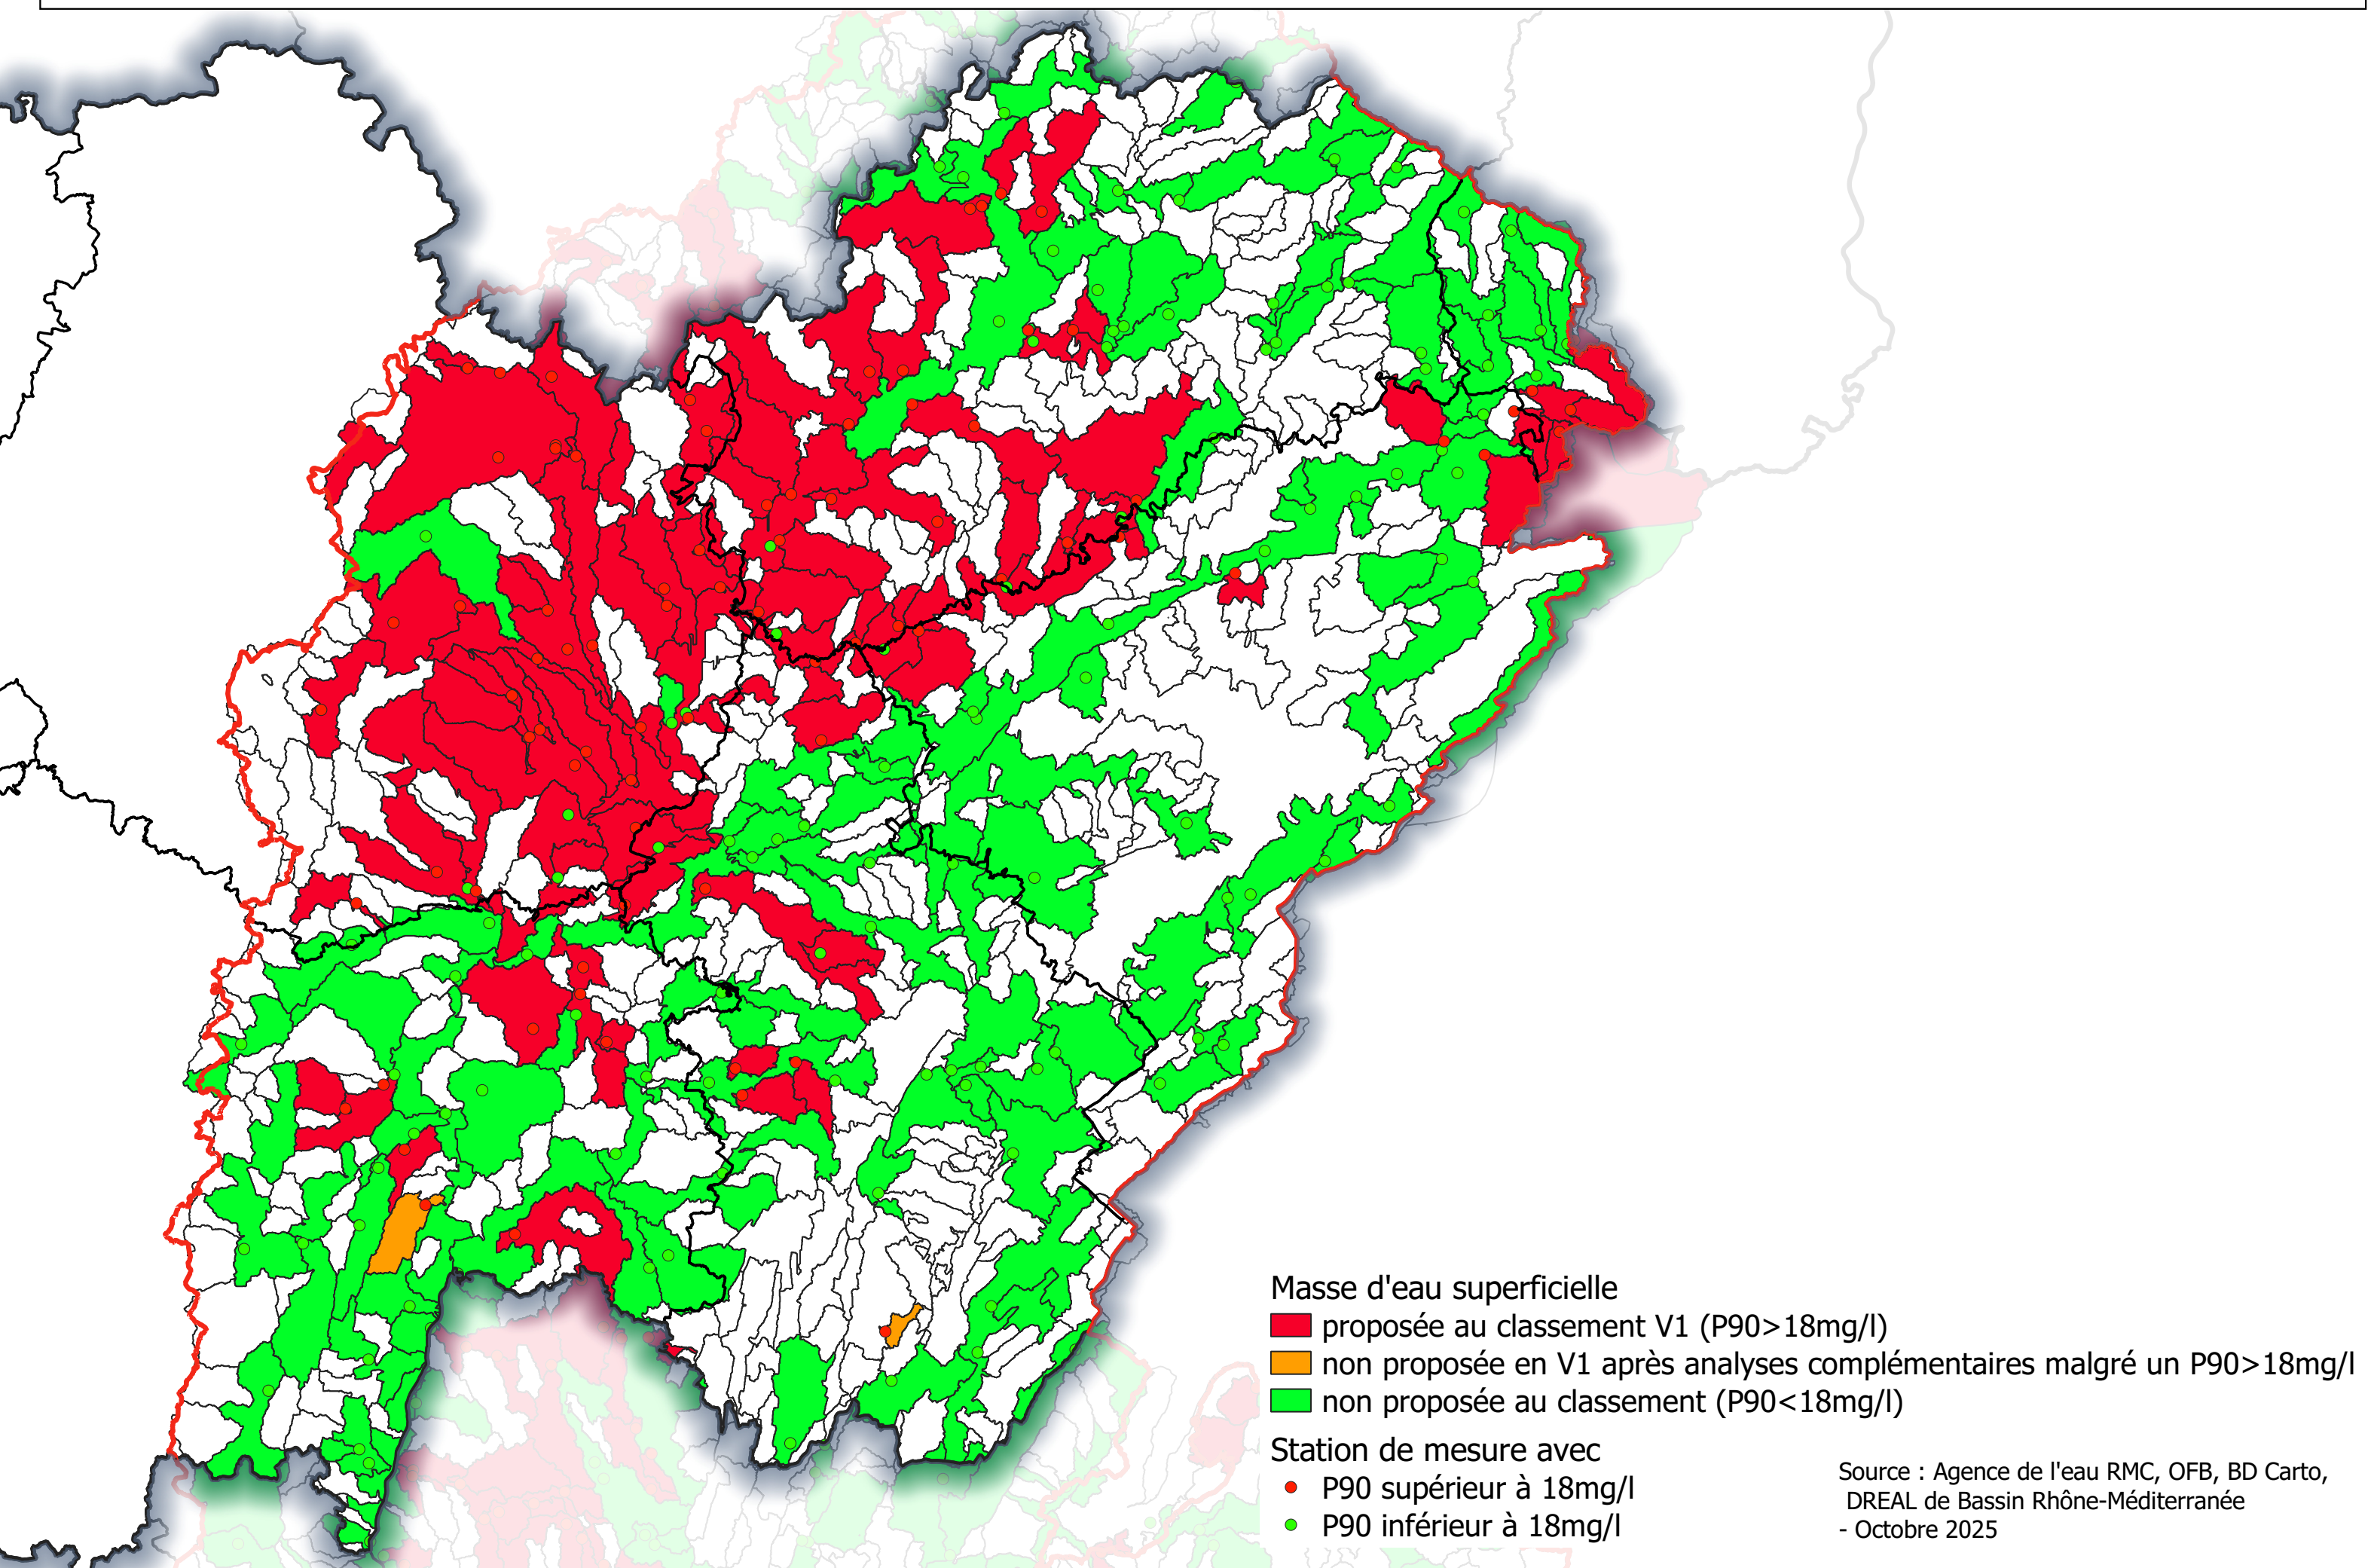 Masse d'eau superficielle
proposée au classement V1 (P90>18mg/l)
non proposée en V1 après analyses complémentaires malgré un P90>18mg/l
non proposée au classement (P90<18mg/l)
Station de mesure avec
P90 supérieur à 18mg/l
P90 inférieur à 18mg/l
Source : Agence de l'eau RMC, OFB, BD Carto,
DREAL de Bassin Rhône-Méditerranée
- Octobre 2025